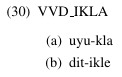 (30) VVD_IKLA
(a) uyu-kla
(b) dit-ikle